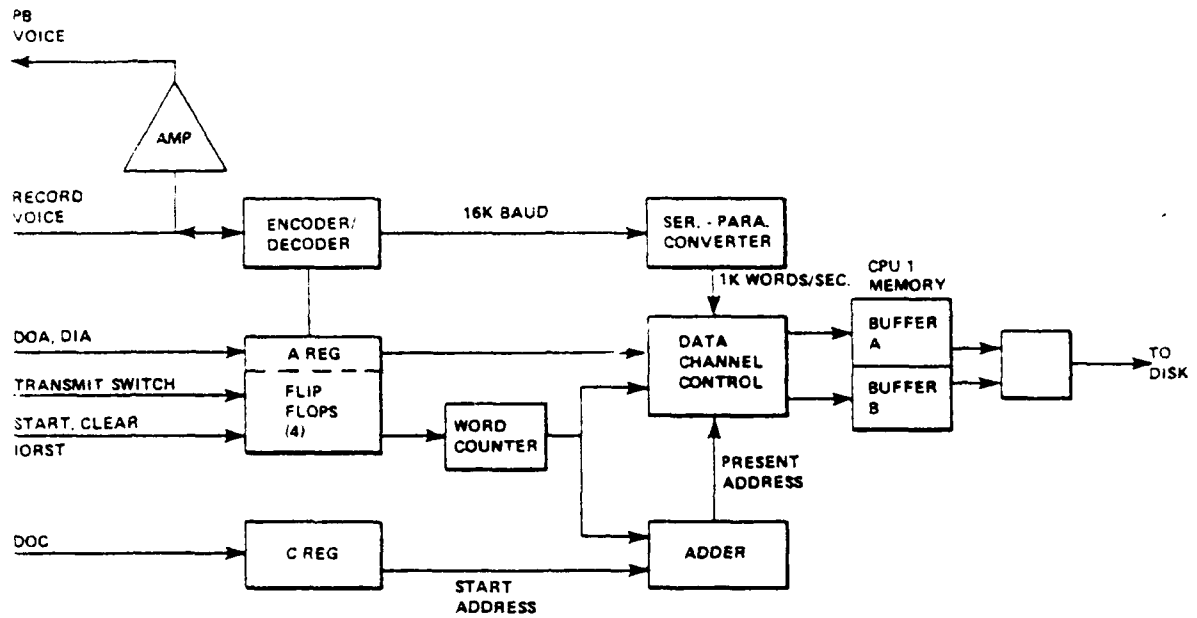 PB
VOICE
AMP
RECORD
VOICE
ENCODER/
DECODER
16K BAUD
SER. - PARA.
CONVERTER
1K WORDS/SEC.
CPU 1
MEMORY
BUFFER
A
BUFFER
B
TO
DISK
DOA, DIA
A REG
DATA
CHANNEL
CONTROL
TRANSMIT SWITCH
FLIP
FLOPS
(4)
START, CLEAR
IORST
WORD
COUNTER
PRESENT
ADDRESS
DOC
C REG
START
ADDRESS
ADDER